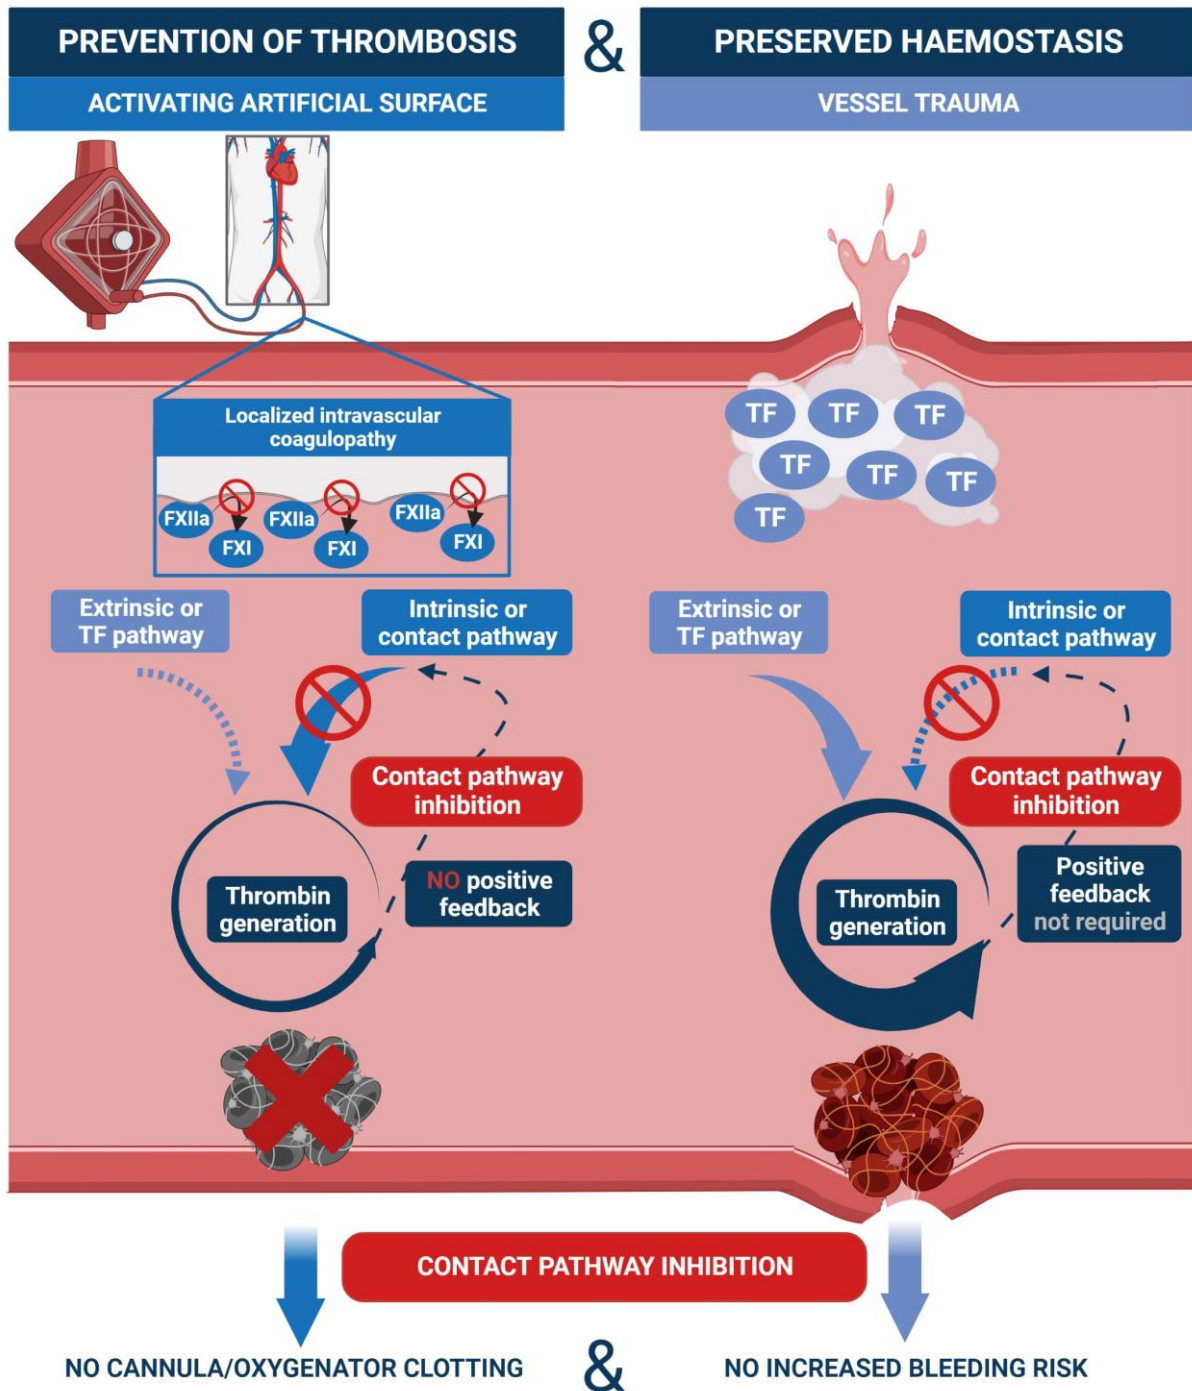 PREVENTION OF THROMBOSIS
&
PRESERVED HAEMOSTASIS
ACTIVATING ARTIFICIAL SURFACE
VESSEL TRAUMA
Localized intravascular
coagulopathy
FXIIa
FXI
FXIIa
FXI
FXIIa
FXI
TF
TF
TF
TF
TF
TF
TF
Extrinsic or
TF pathway
Intrinsic or
contact pathway
Contact pathway
inhibition
NO positive
feedback
Thrombin
generation
Extrinsic or
TF pathway
Intrinsic or
contact pathway
Contact pathway
inhibition
Positive
feedback
not required
Thrombin
generation
CONTACT PATHWAY INHIBITION
NO CANNULA/OXYGENATOR CLOTTING
&
NO INCREASED BLEEDING RISK